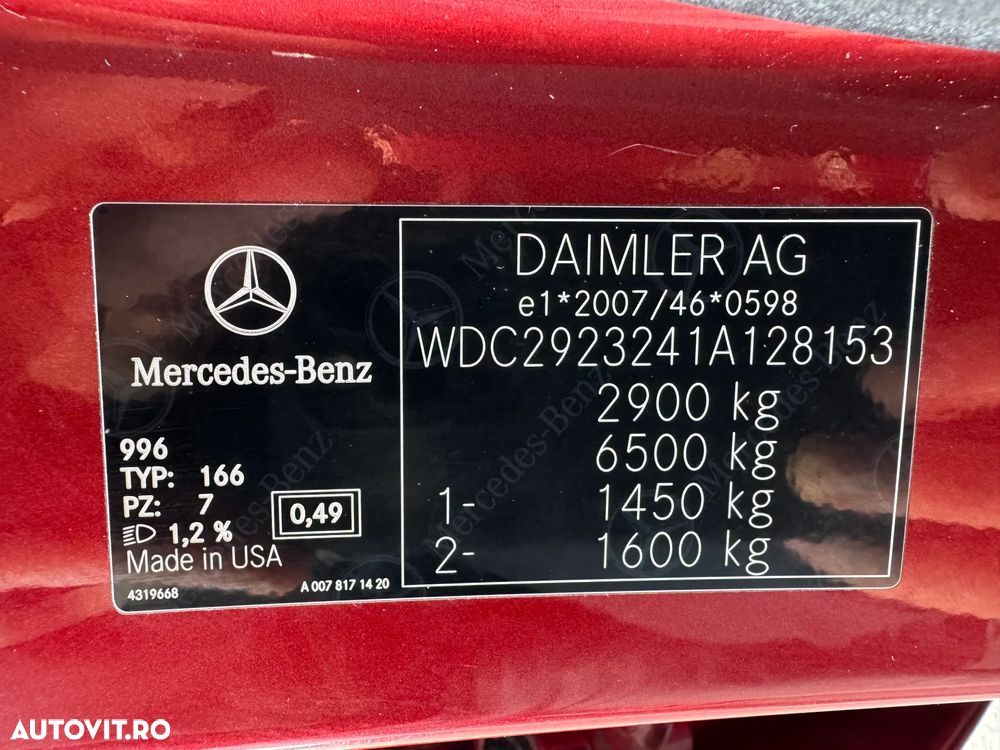 Mercedes-Benz
996
TYP: 166
PZ: 7
1,2 %
0,49
Made in USA
4319668
A 007 817 14 20
DAIMLER AG
e1*2007/46*0598
WDC2923241A128153
2900 kg
6500 kg
1- 1450 kg
2- 1600 kg
AUTOVIT.RO